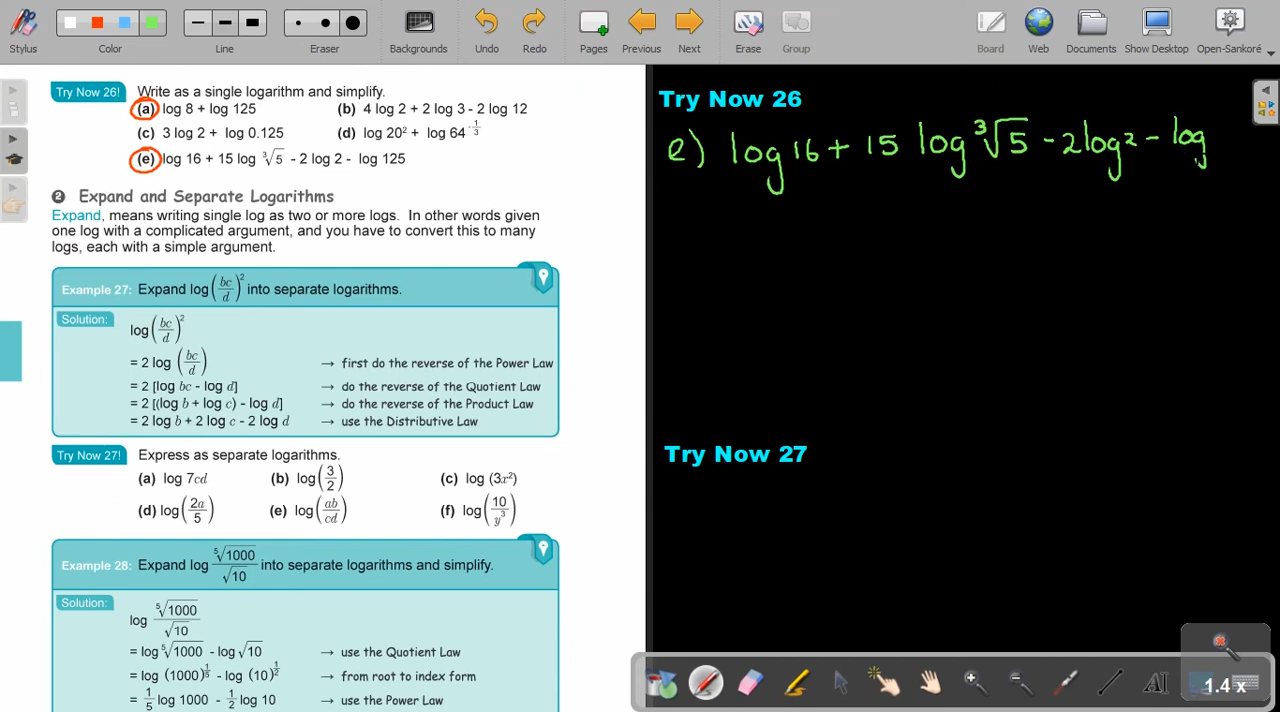 Stylus Color Line Eraser Backgrounds Undo Redo Pages Previous Next Erase Group Board Web Documents Show Desktop Open-Sankoré
Try Now 26! Write as a single logarithm and simplify.
(a) log 8 + log 125 (b) 4 log 2 + 2 log 3 - 2 log 12
(c) 3 log 2 + log 0.125 (d) log 20² + log 64^{-1/3}
(e) log 16 + 15 log ∛5 - 2 log 2 - log 125
❷ Expand and Separate Logarithms
Expand, means writing single log as two or more logs. In other words given
one log with a complicated argument, and you have to convert this to many
logs, each with a simple argument.
Example 27: Expand log(bc/d)² into separate logarithms.
Solution:
log(bc/d)²
= 2 log (bc/d) → first do the reverse of the Power Law
= 2 [log bc - log d] → do the reverse of the Quotient Law
= 2 [(log b + log c) - log d] → do the reverse of the Product Law
= 2 log b + 2 log c - 2 log d → use the Distributive Law
Try Now 27! Express as separate logarithms.
(a) log 7cd (b) log(3/2) (c) log (3x²)
(d) log(2a/5) (e) log(ab/cd) (f) log(10/y³)
Example 28: Expand log ⁵√1000/√10 into separate logarithms and simplify.
Solution:
log ⁵√1000/√10
= log ⁵√1000 - log √10 → use the Quotient Law
= log (1000)^{1/5} - log (10)^{1/2} → from root to index form
= 1/5 log 1000 - 1/2 log 10 → use the Power Law
Try Now 26
e) log 16 + 15 log ∛5 - 2 log 2 - log
Try Now 27
1.4 x